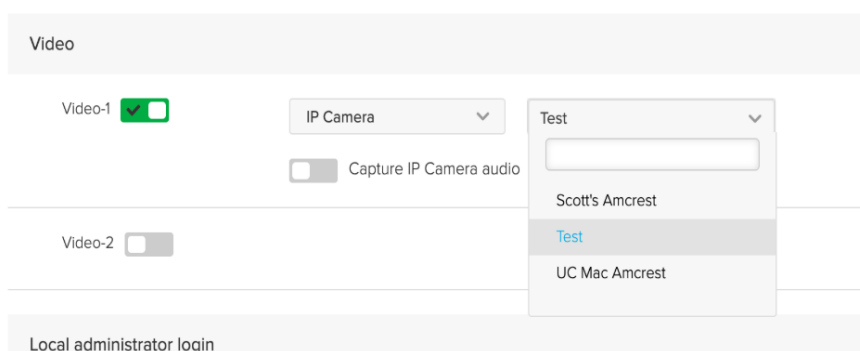 Video
Video-1
IP Camera
Test
Capture IP Camera audio
Scott's Amcrest
Test
UC Mac Amcrest
Video-2
Local administrator login